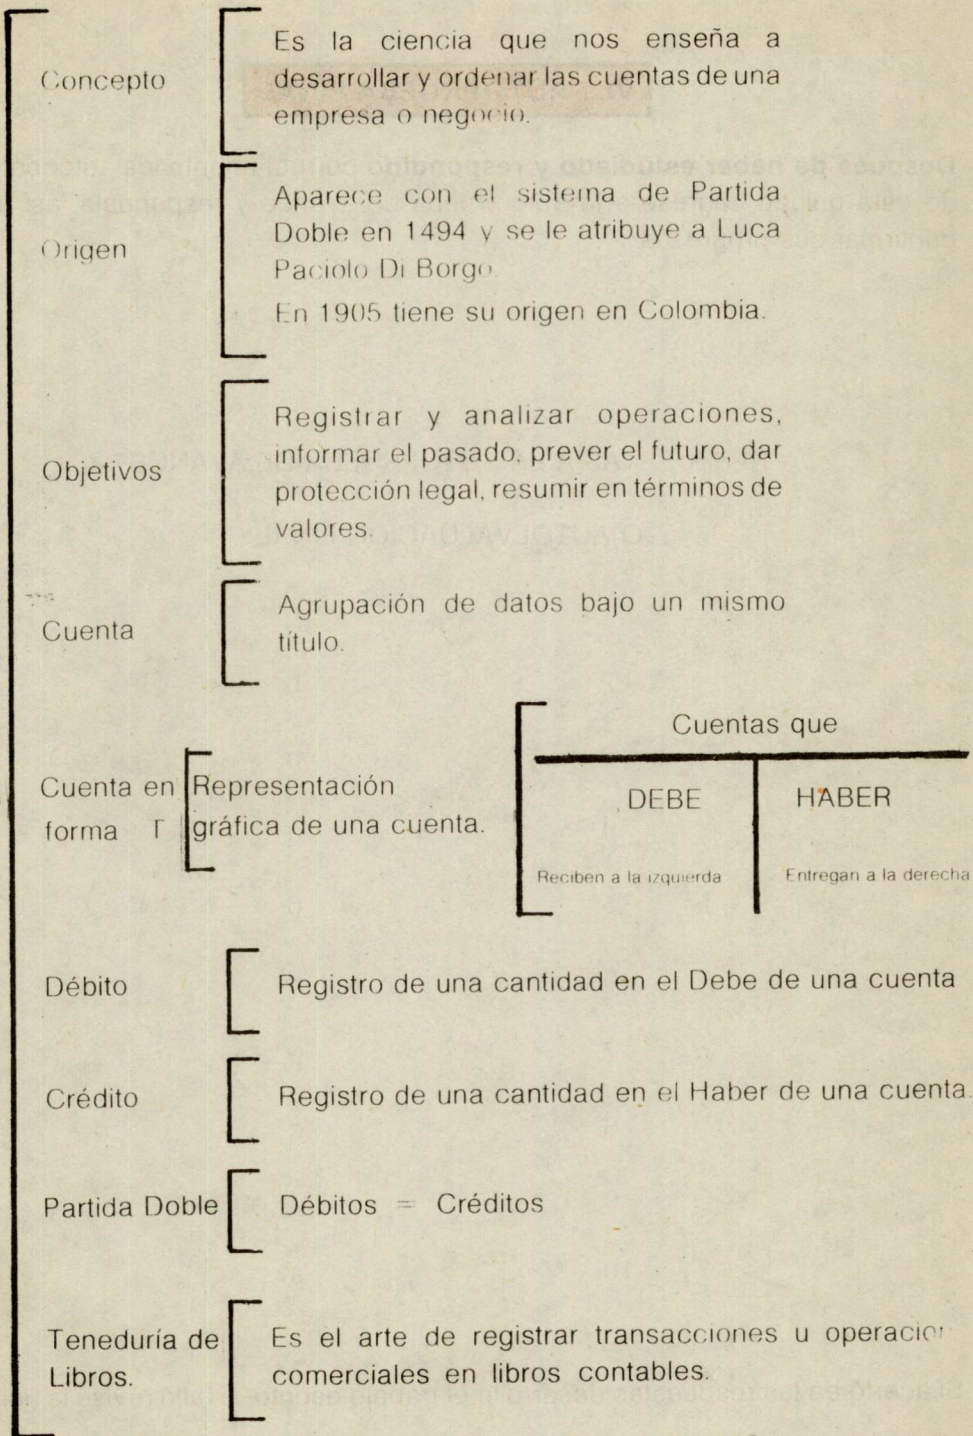 Concepto
Es la ciencia que nos enseña a
desarrollar y ordenar las cuentas de una
empresa o negocio.
Origen
Aparece con el sistema de Partida
Doble en 1494 y se le atribuye a Luca
Paciolo Di Borgo
En 1905 tiene su origen en Colombia.
Objetivos
Registrar y analizar operaciones,
informar el pasado, prever el futuro, dar
protección legal, resumir en términos de
valores.
Cuenta
Agrupación de datos bajo un mismo
título.
Cuenta en
forma T
Representación
gráfica de una cuenta.
Cuentas que
DEBE HABER
Reciben a la izquierda Entregan a la derecha
Débito
Registro de una cantidad en el Debe de una cuenta
Crédito
Registro de una cantidad en el Haber de una cuenta.
Partida Doble
Débitos = Créditos
Teneduría de
Libros.
Es el arte de registrar transacciones u
comerciales en libros contables.